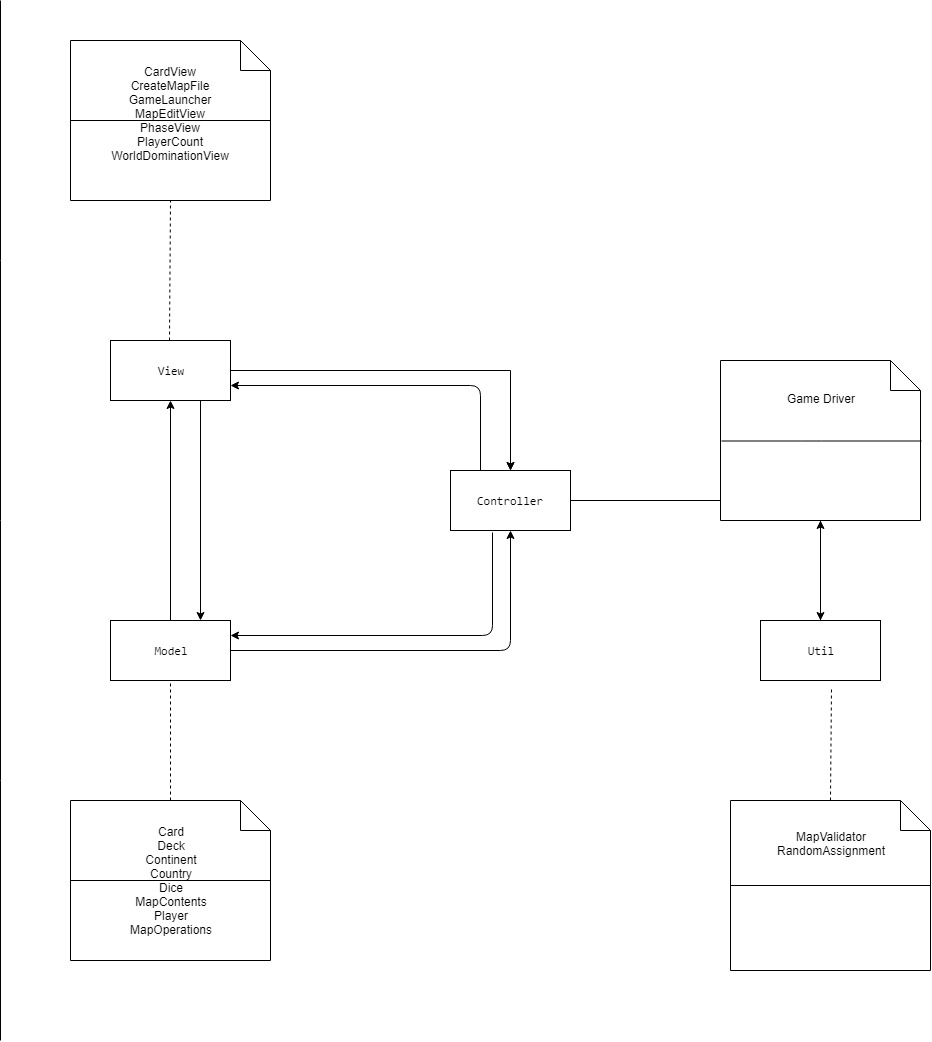 CardView
CreateMapFile
GameLauncher
MapEditView
PhaseView
PlayerCount
WorldDominationView
View
Game Driver
Controller
Model
Util
Card
Deck
Continent
Country
Dice
MapContents
Player
MapOperations
MapValidator
RandomAssignment